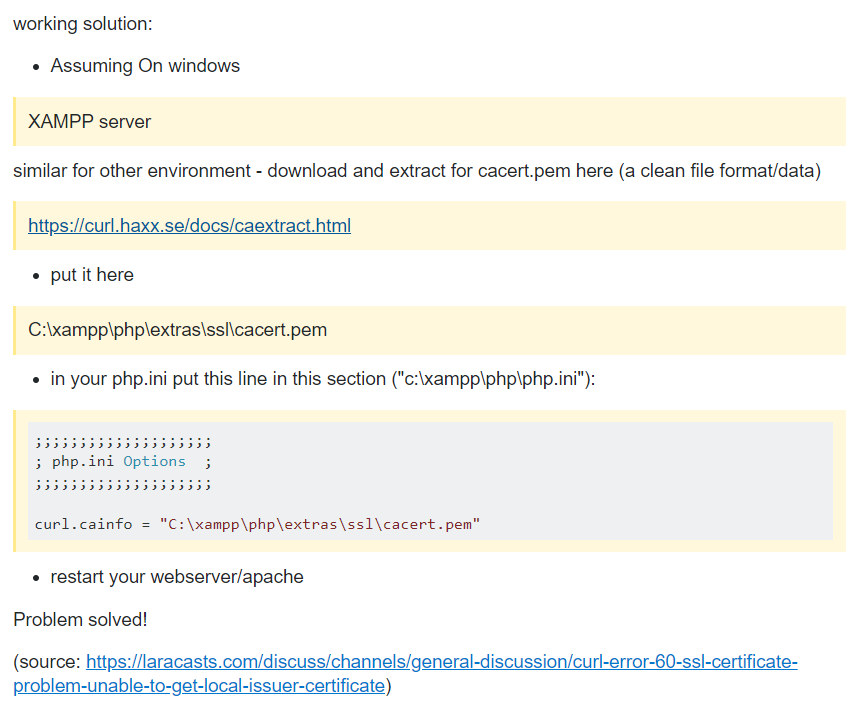 working solution:
• Assuming On windows
XAMPP server
similar for other environment - download and extract for cacert.pem here (a clean file format/data)
https://curl.haxx.se/docs/caextract.html
• put it here
C:\xampp\php\extras\ssl\cacert.pem
• in your php.ini put this line in this section ("c:\xampp\php\php.ini"):
;;;;;;;;;;;;;;;;;;;;
; php.ini Options  ;
;;;;;;;;;;;;;;;;;;;;
curl.cainfo = "C:\xampp\php\extras\ssl\cacert.pem"
• restart your webserver/apache
Problem solved!
(source: https://laracasts.com/discuss/channels/general-discussion/curl-error-60-ssl-certificate-
problem-unable-to-get-local-issuer-certificate)